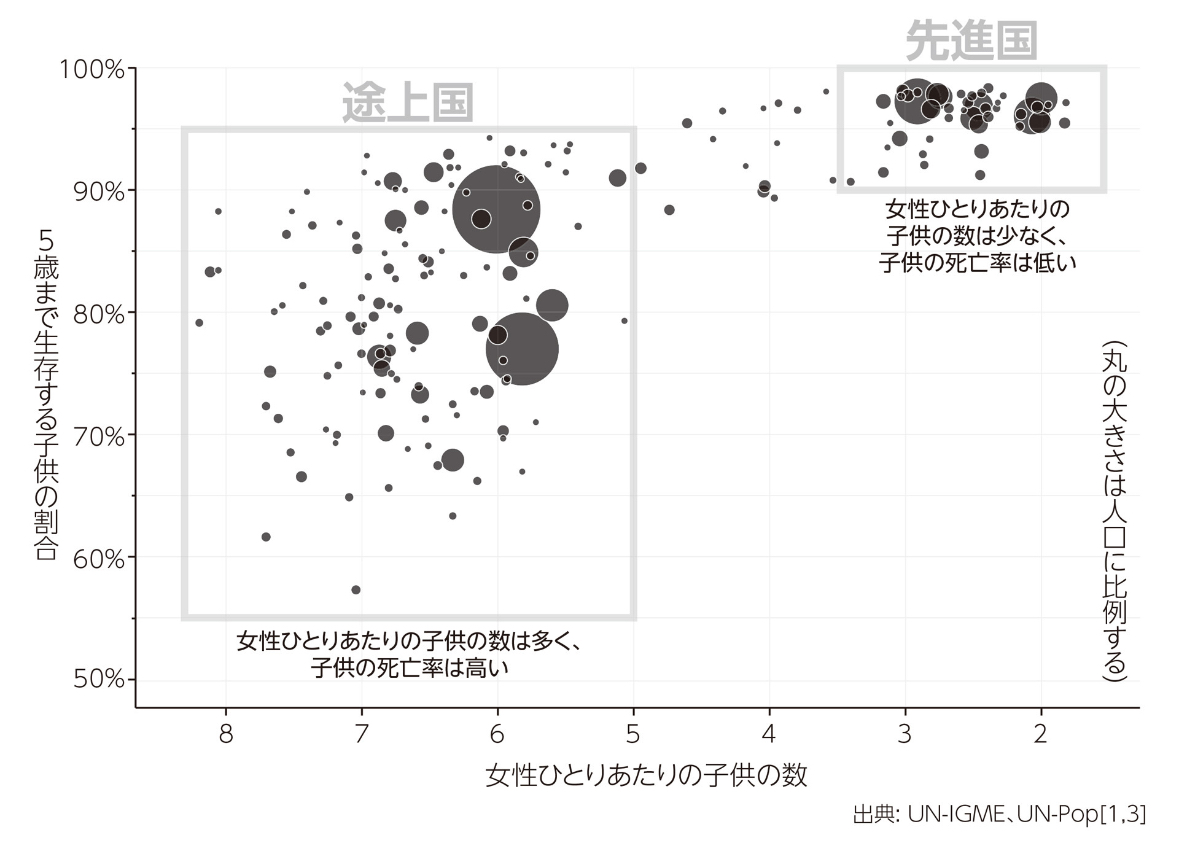 先進国
途上国
100%
90%
80%
70%
60%
50%
5歳まで生存する子供の割合
女性ひとりあたりの
子供の数は少なく、
子供の死亡率は低い
(丸の大きさは人口に比例する)
女性ひとりあたりの子供の数は多く、
子供の死亡率は高い
8 7 6 5 4 3 2
女性ひとりあたりの子供の数
出典: UN-IGME、UN-Pop[1,3]